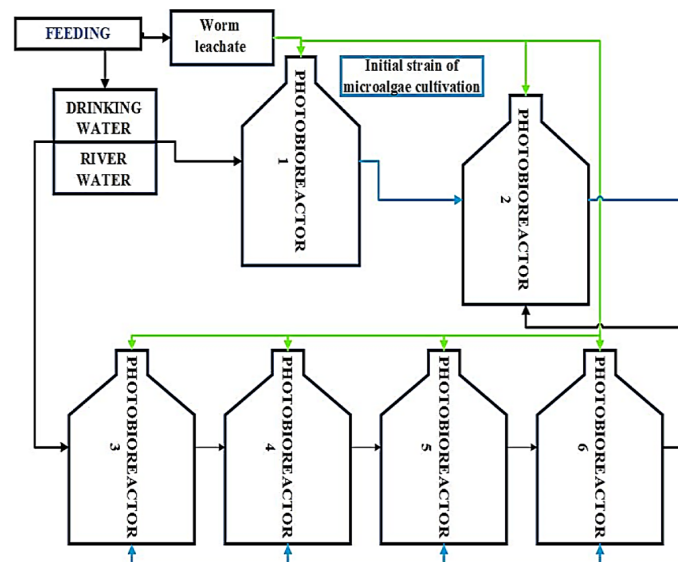 FEEDING
Worm
leachate
Initial strain of
microalgae cultivation
DRINKING
WATER
RIVER
WATER
PHOTOBIOREACTOR
1
PHOTOBIOREACTOR
2
PHOTOBIOREACTOR
3
PHOTOBIOREACTOR
4
PHOTOBIOREACTOR
5
PHOTOBIOREACTOR
6